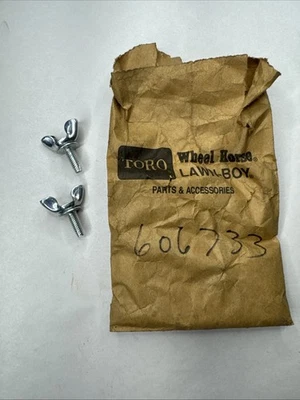 TORO Wheel Horse®
LAWN-BOY®
PARTS & ACCESSORIES
606733